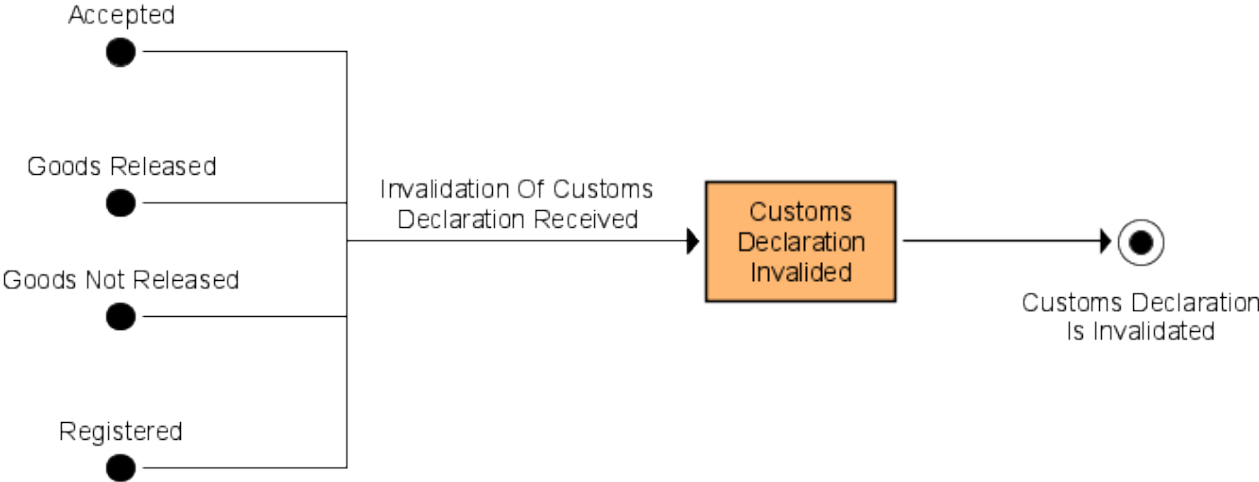 Accepted
Goods Released
Invalidation Of Customs
Declaration Received
Customs
Declaration
Invalided
Goods Not Released
Customs Declaration
Is Invalidated
Registered